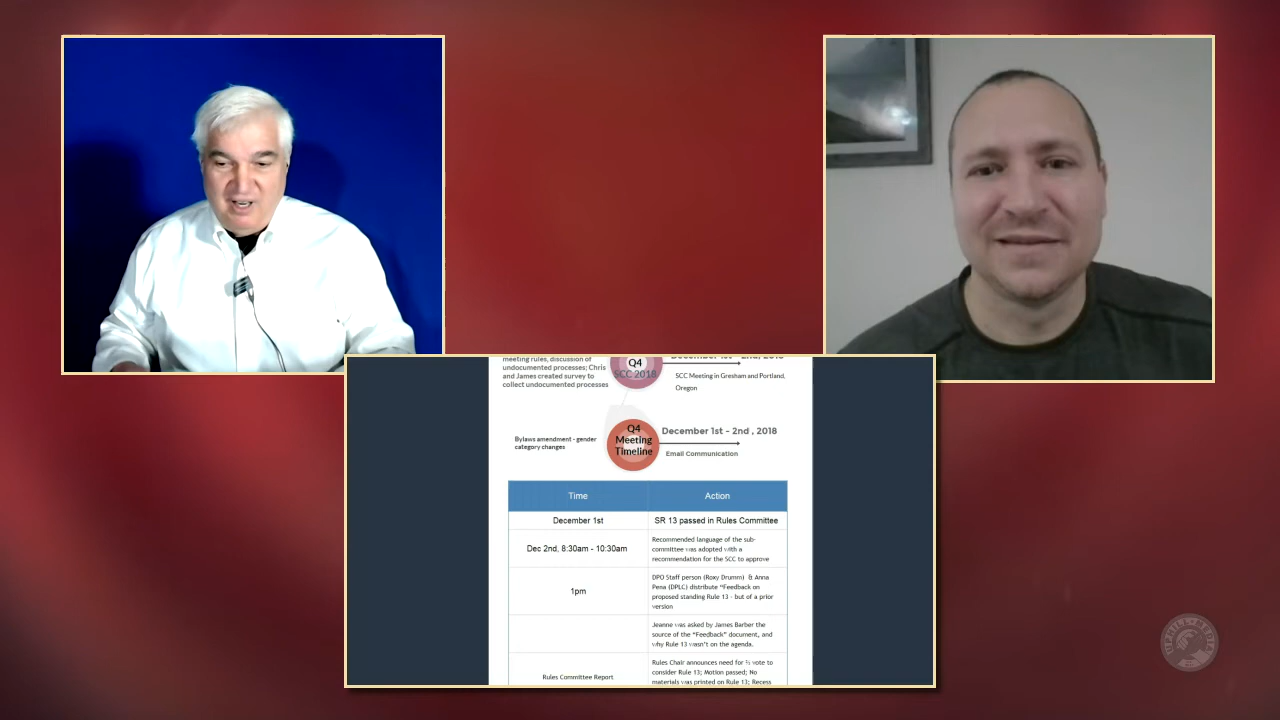 meeting rules, discussion of
undocumented processes; Chris
and James created survey to
collect undocumented processes
Q4
SCC 2018
December 1st - 2nd, 2018
SCC Meeting in Gresham and Portland,
Oregon
Bylaws amendment - gender
category changes
Q4
Meeting
Timeline
December 1st - 2nd , 2018
Email Communication
Time
Action
December 1st
SR 13 passed in Rules Committee
Dec 2nd, 8:30am - 10:30am
Recommended language of the sub-
committee was adopted with a
recommendation for the SCC to approve
1pm
DPO Staff person (Roxy Drumm) & Anna
Pena (DPLC) distribute “Feedback on
proposed standing Rule 13 - but of a prior
version
Jeanne was asked by James Barber the
source of the “Feedback” document, and
why Rule 13 wasn’t on the agenda.
Rules Committee Report
Rules Chair announces need for ⅔ vote to
consider Rule 13; Motion passed; No
materials was printed on Rule 13; Recess